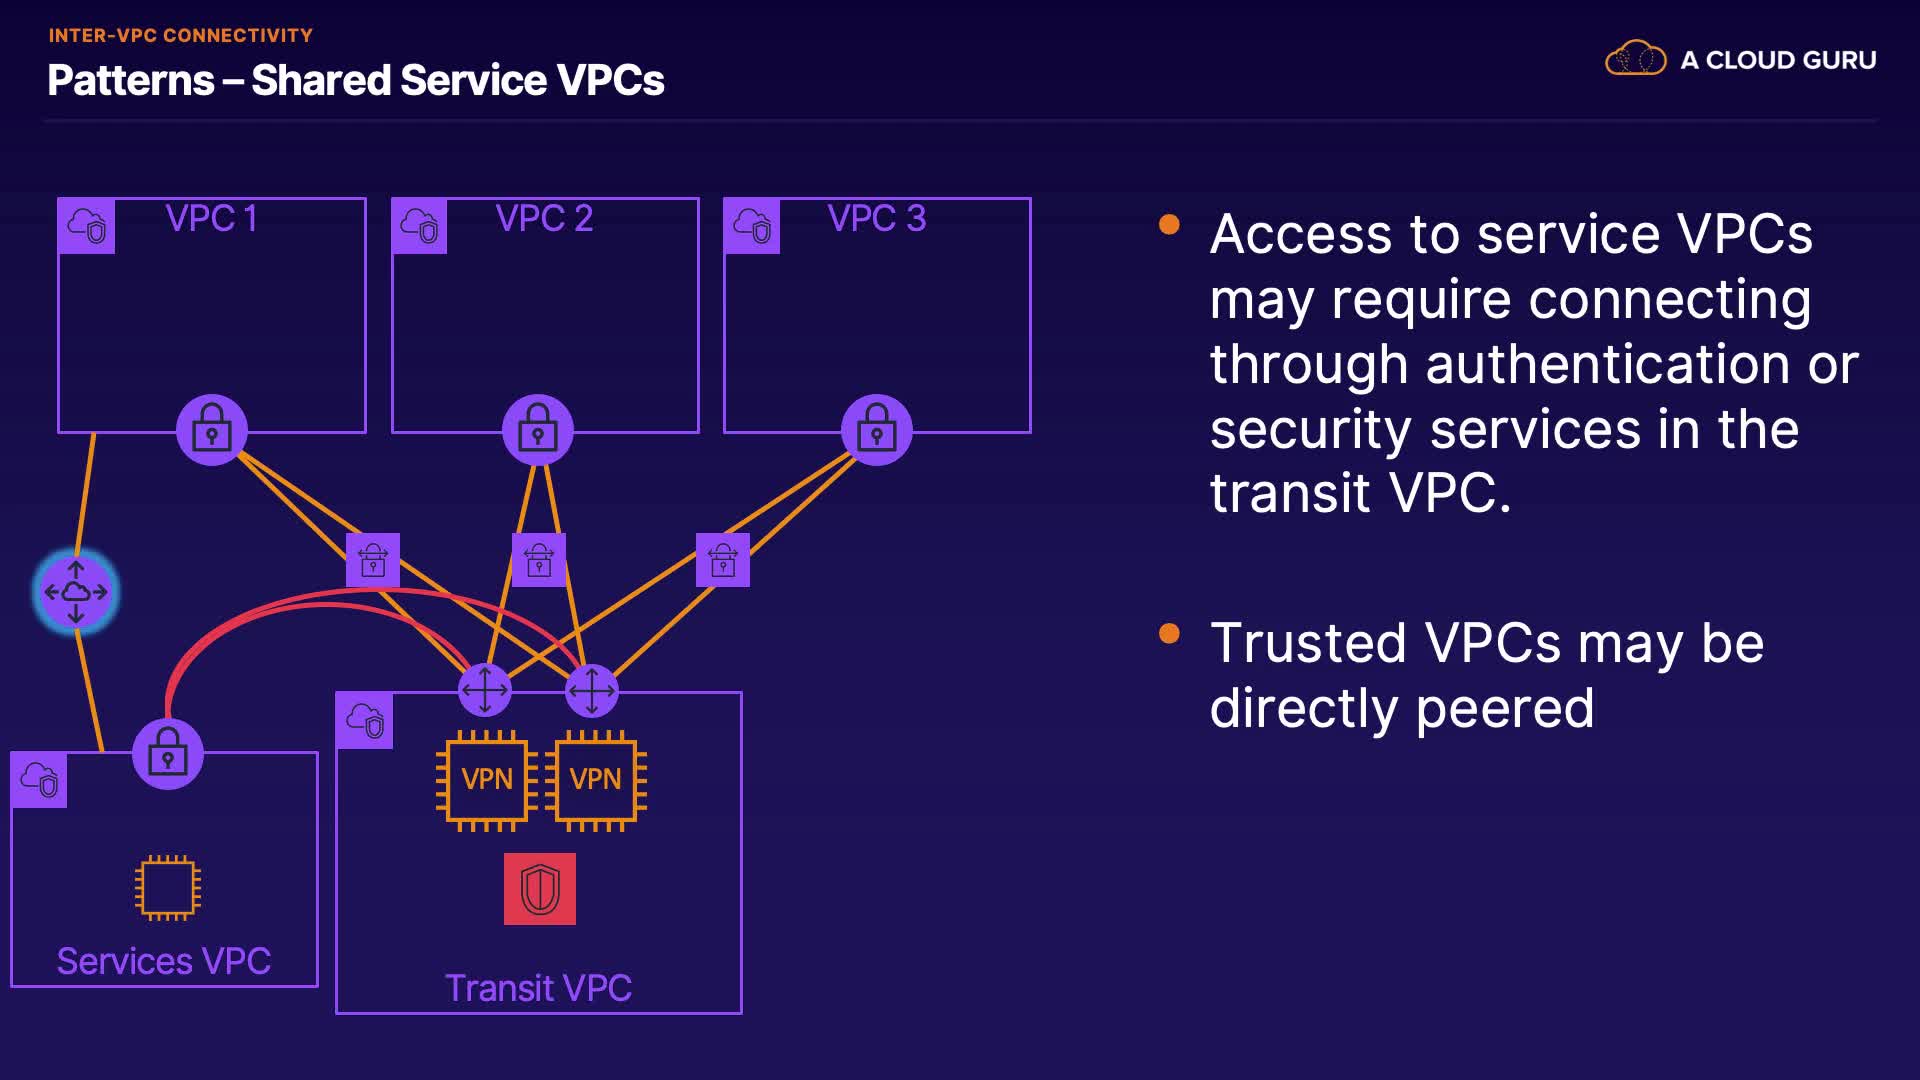 INTER-VPC CONNECTIVITY
Patterns – Shared Service VPCs
A CLOUD GURU
VPC 1
VPC 2
VPC 3
Access to service VPCs
may require connecting
through authentication or
security services in the
transit VPC.
Trusted VPCs may be
directly peered
VPN
VPN
Services VPC
Transit VPC